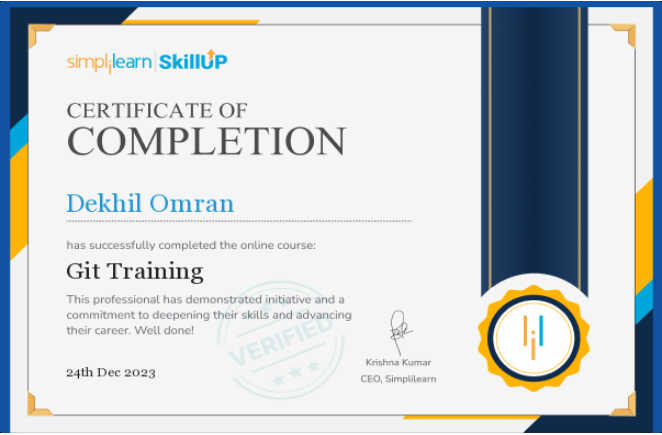 simplilearn | SkillUP
CERTIFICATE OF
COMPLETION
Dekhil Omran
has successfully completed the online course:
Git Training
This professional has demonstrated initiative and a
commitment to deepening their skills and advancing
their career. Well done!
VERIFIED
24th Dec 2023
Krishna Kumar
CEO, Simplilearn